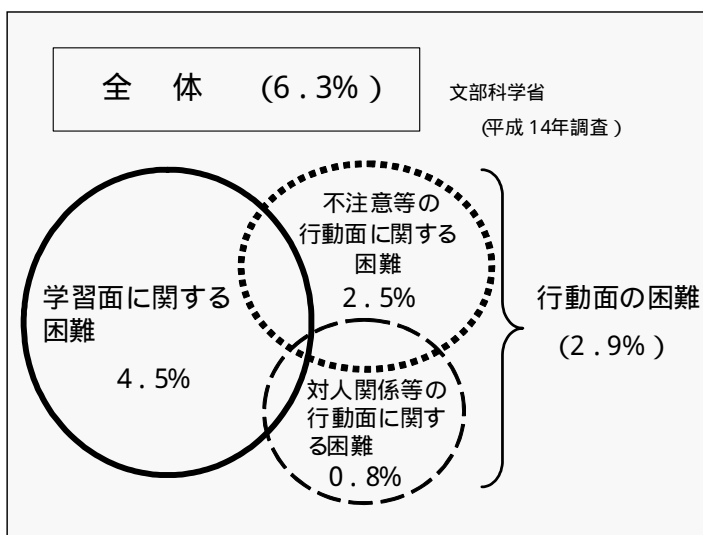 全 体 (6.3%)
文部科学省
(平成14年調査)
不注意等の
行動面に関する
困難
2.5%
学習面に関する
困難
4.5%
対人関係等の
行動面に関す
る困難
0.8%
行動面の困難
(2.9%)